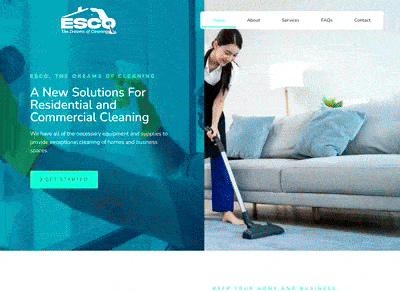 ESCO
The Dreams of Cleaning
Home
About
Services
FAQs
Contact
ESCO, THE DREAMS OF CLEANING
A New Solutions For
Residential and
Commercial Cleaning
We have all of the necessary equipment and supplies to
provide exceptional cleaning of homes and business
spaces.
GET STARTED
KEEP YOUR HOME AND BUSINESS